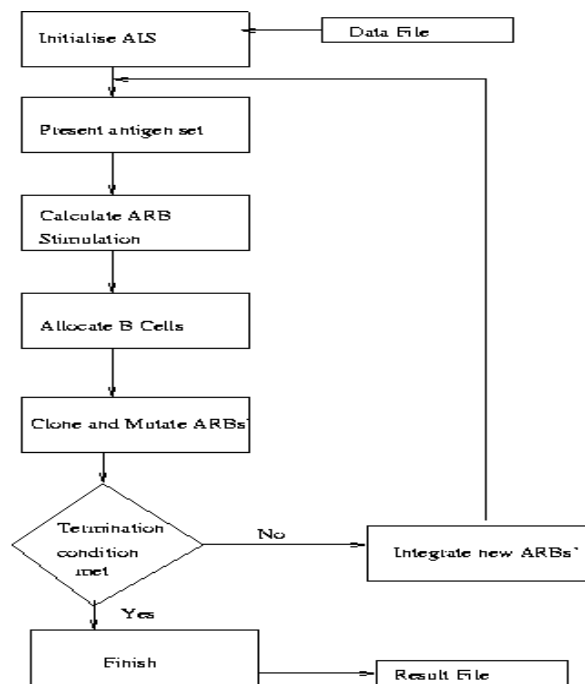 Initialise AIS
Data File
Present antigen set
Calculate ARB
Stimulation
Allocate B Cells
Clone and Mutate ARBs'
Termination
condition
met
No
Integrate new ARBs'
Yes
Finish
Result File